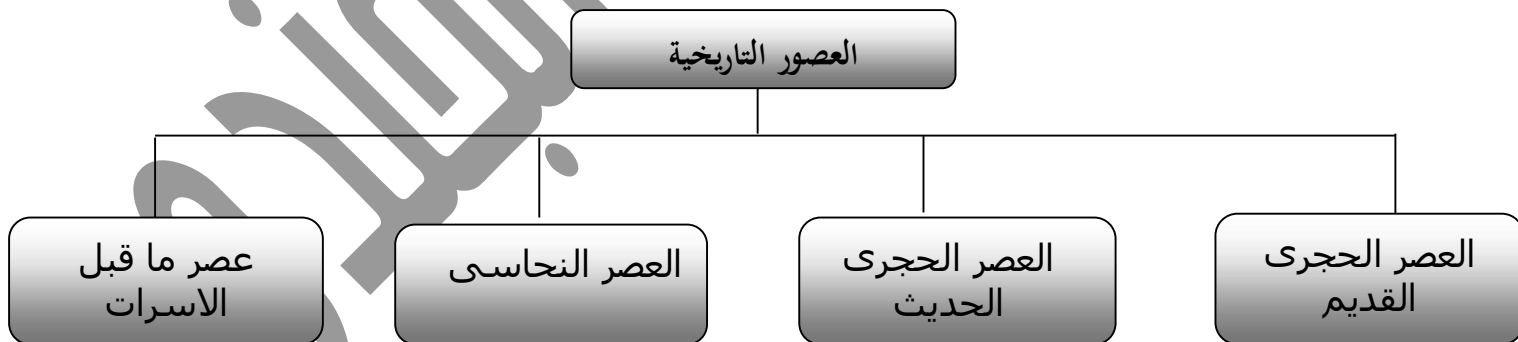 العصور التاريخية
العصر الحجرى
القديم
العصر الحجرى
الحديث
العصر النحاسى
عصر ما قبل
الاسرات